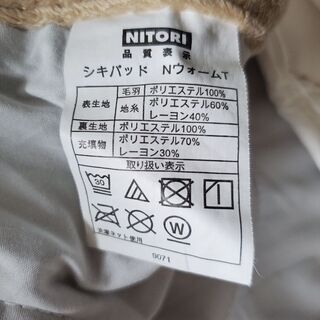 NITORI
品質表示
シキパッド NウォームT
表生地 毛羽 ポリエステル100%
地糸 ポリエステル60%
レーヨン40%
裏生地 ポリエステル100%
充填物 ポリエステル70%
レーヨン30%
取り扱い表示
30
W
洗濯ネット使用
9071